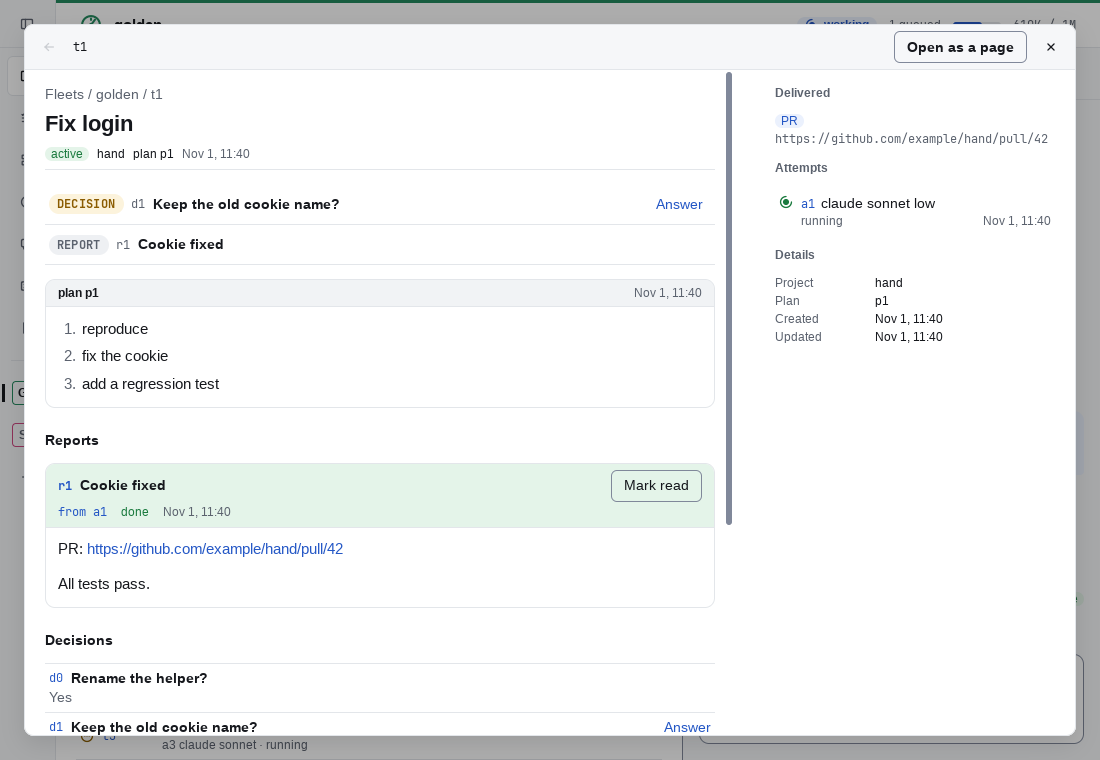 golden
working
1 queued
t1
Open as a page
Fleets / golden / t1
Fix login
active hand plan p1 Nov 1, 11:40
DECISION d1 Keep the old cookie name? Answer
REPORT r1 Cookie fixed
plan p1 Nov 1, 11:40
1. reproduce
2. fix the cookie
3. add a regression test
Reports
r1 Cookie fixed Mark read
from a1 done Nov 1, 11:40
PR: https://github.com/example/hand/pull/42
All tests pass.
Decisions
d0 Rename the helper?
Yes
d1 Keep the old cookie name? Answer
Delivered
PR
https://github.com/example/hand/pull/42
Attempts
a1 claude sonnet low
running Nov 1, 11:40
Details
Project hand
Plan p1
Created Nov 1, 11:40
Updated Nov 1, 11:40
a3 claude sonnet · running